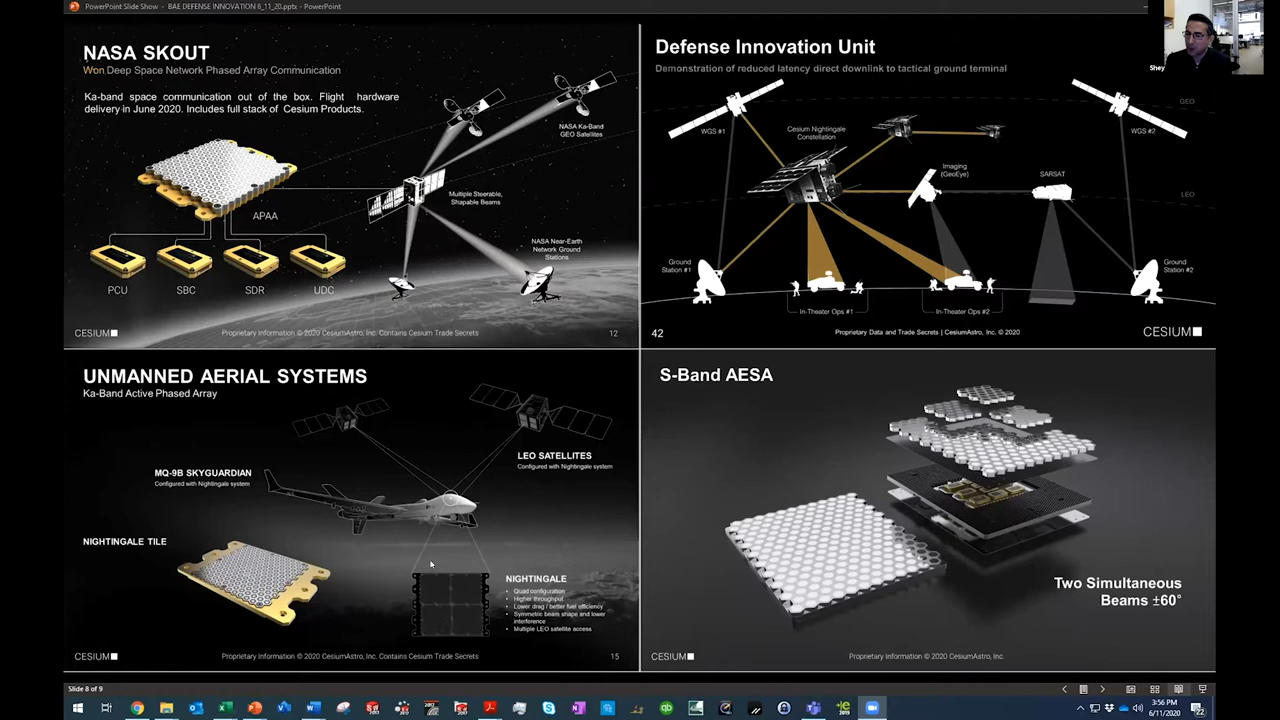 PowerPoint Slide Show - BAE DEFENSE INNOVATION 6_11_20.pptx - PowerPoint
Shey
NASA SKOUT
Won Deep Space Network Phased Array Communication
Ka-band space communication out of the box. Flight hardware
delivery in June 2020. Includes full stack of Cesium Products.
NASA Ka-Band
GEO Satellites
Multiple Steerable,
Shapable Beams
APAA
NASA Near-Earth
Network Ground
Stations
PCU
SBC
SDR
UDC
CESIUM
Proprietary Information © 2020 CesiumAstro, Inc. Contains Cesium Trade Secrets
12
Defense Innovation Unit
Demonstration of reduced latency direct downlink to tactical ground terminal
GEO
WGS #1
Cesium Nightingale
Constellation
WGS #2
Imaging
(GeoEye)
SARSAT
LEO
Ground
Station #1
Ground
Station #2
In-Theater Ops #1
In-Theater Ops #2
42
Proprietary Data and Trade Secrets | CesiumAstro, Inc. © 2020
CESIUM
UNMANNED AERIAL SYSTEMS
Ka-Band Active Phased Array
LEO SATELLITES
Configured with Nightingale system
MQ-9B SKYGUARDIAN
Configured with Nightingale system
NIGHTINGALE TILE
NIGHTINGALE
• Quad configuration
• Higher throughput
• Lower drag / better fuel efficiency
• Symmetric beam shape and lower
interference
• Multiple LEO satellite access
CESIUM
Proprietary Information © 2020 CesiumAstro, Inc. Contains Cesium Trade Secrets
15
S-Band AESA
Two Simultaneous
Beams ±60°
CESIUM
Proprietary Information © 2020 CesiumAstro, Inc.
Slide 8 of 9
3:56 PM
6/11/2020
22